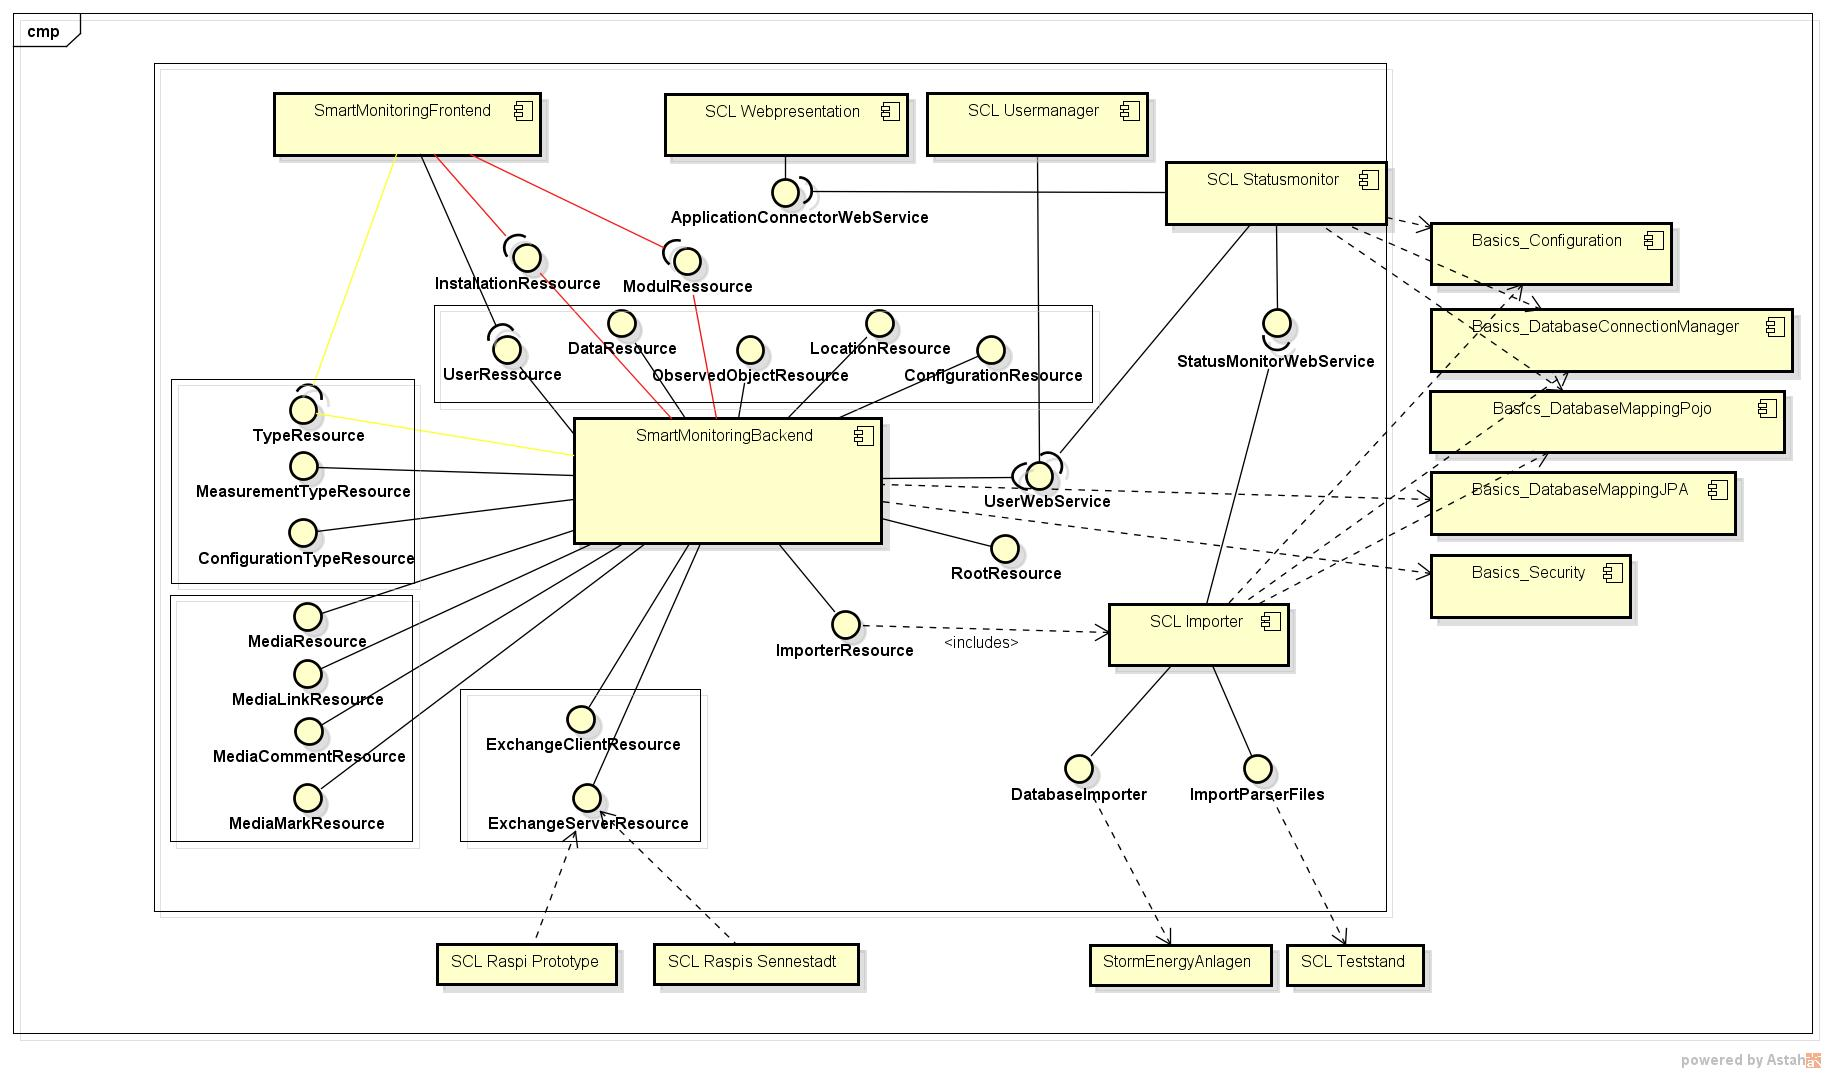 cmp
SmartMonitoringFrontend
SCL Webpresentation
SCL Usermanager
SCL Statusmonitor
ApplicationConnectorWebService
Basics_Configuration
InstallationRessource
ModulRessource
Basics_DatabaseConnectionManager
DataResource
LocationResource
StatusMonitorWebService
UserRessource
ObservedObjectResource
ConfigurationResource
Basics_DatabaseMappingPojo
TypeResource
SmartMonitoringBackend
MeasurementTypeResource
UserWebService
Basics_DatabaseMappingJPA
ConfigurationTypeResource
RootResource
Basics_Security
MediaResource
ImporterResource
<includes>
SCL Importer
MediaLinkResource
MediaCommentResource
ExchangeClientResource
DatabaseImporter
ImportParserFiles
MediaMarkResource
ExchangeServerResource
SCL Raspi Prototype
SCL Raspis Sennestadt
StormEnergyAnlagen
SCL Teststand
powered by Astah